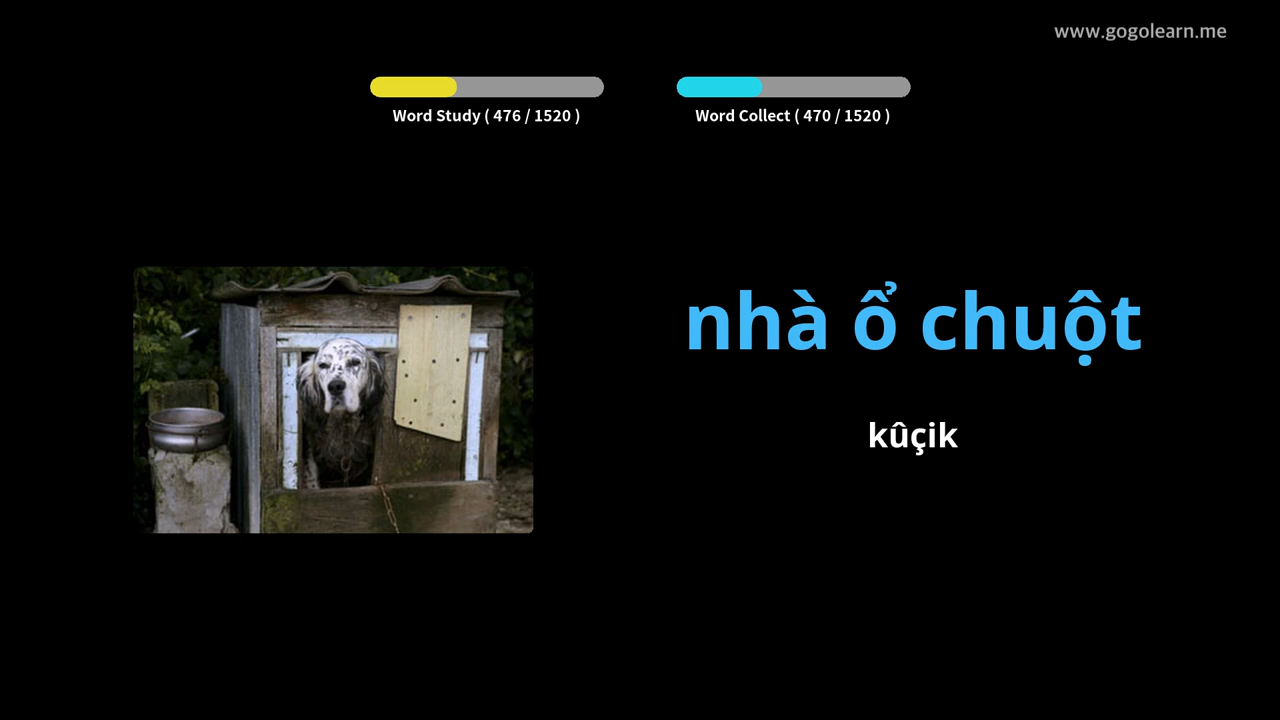 www.gogolearn.me
Word Study ( 476 / 1520 )
Word Collect ( 470 / 1520 )
nhà ổ chuột
kûçik